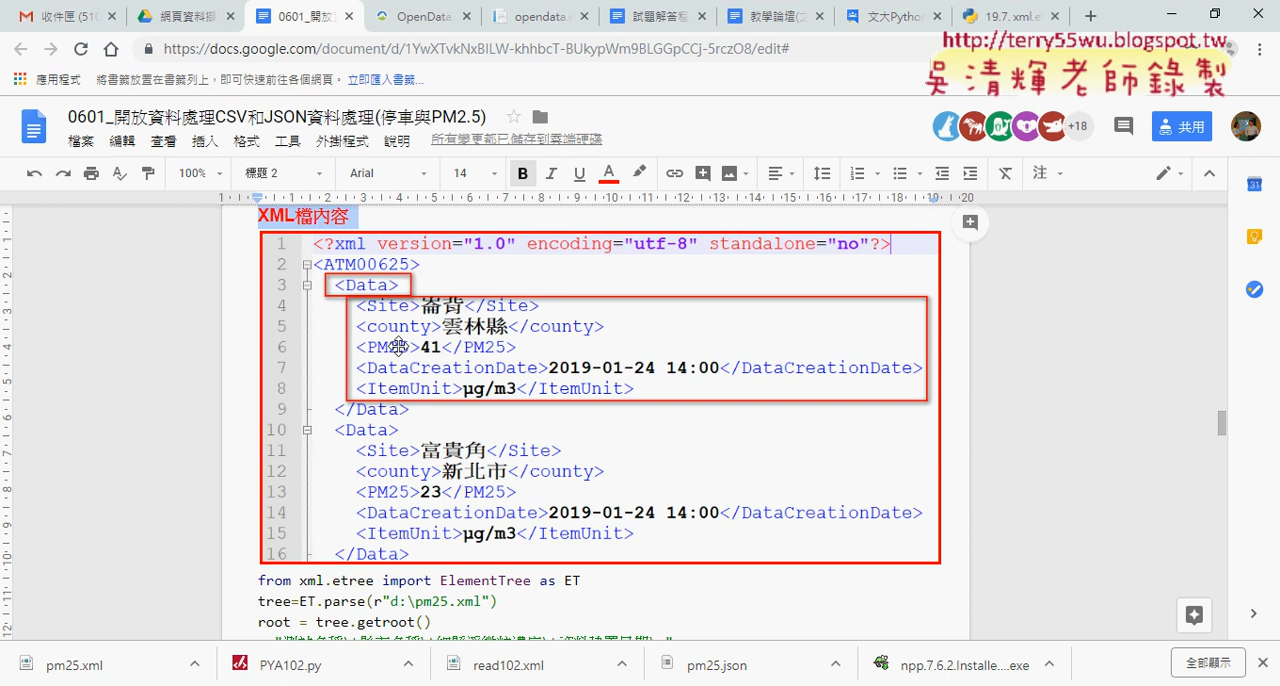 收件匣 (510
網頁資料擷
0601_開放
OpenData
opendata.c
試題解答程
教學論壇(文
文大Pythor
19.7. xml.e
https://docs.google.com/document/d/1YwXTvkNxBILW-khhbcT-BUkypWm9BLGGpCCj-5rczO8/edit#
http://terry55wu.blogspot.tw
吳清輝老師錄製
應用程式
將書籤放置在書籤列上，即可快速前往各個網頁。
立即匯入書籤...
0601_開放資料處理CSV和JSON資料處理(停車與PM2.5)
+18
共用
檔案 編輯 查看 插入 格式 工具 外掛程式 說明
所有變更都已儲存到雲端硬碟
100%
標題 2
Arial
14
B I U A
注
XML檔內容
1 <?xml version="1.0" encoding="utf-8" standalone="no"?>
2 <ATM00625>
3 <Data>
4 <Site>崙背</Site>
5 <county>雲林縣</county>
6 <PM25>41</PM25>
7 <DataCreationDate>2019-01-24 14:00</DataCreationDate>
8 <ItemUnit>μg/m3</ItemUnit>
9 </Data>
10 <Data>
11 <Site>富貴角</Site>
12 <county>新北市</county>
13 <PM25>23</PM25>
14 <DataCreationDate>2019-01-24 14:00</DataCreationDate>
15 <ItemUnit>μg/m3</ItemUnit>
16 </Data>
from xml.etree import ElementTree as ET
tree=ET.parse(r"d:\pm25.xml")
root = tree.getroot()
pm25.xml
PYA102.py
read102.xml
pm25.json
npp.7.6.2.Installe....exe
全部顯示